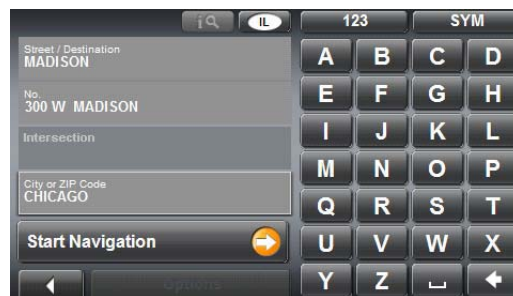 i
IL
123
SYM
Street / Destination
MADISON
No.
300 W MADISON
Intersection
City or ZIP Code
CHICAGO
Start Navigation
Options
A B C D
E F G H
I J K L
M N O P
Q R S T
U V W X
Y Z